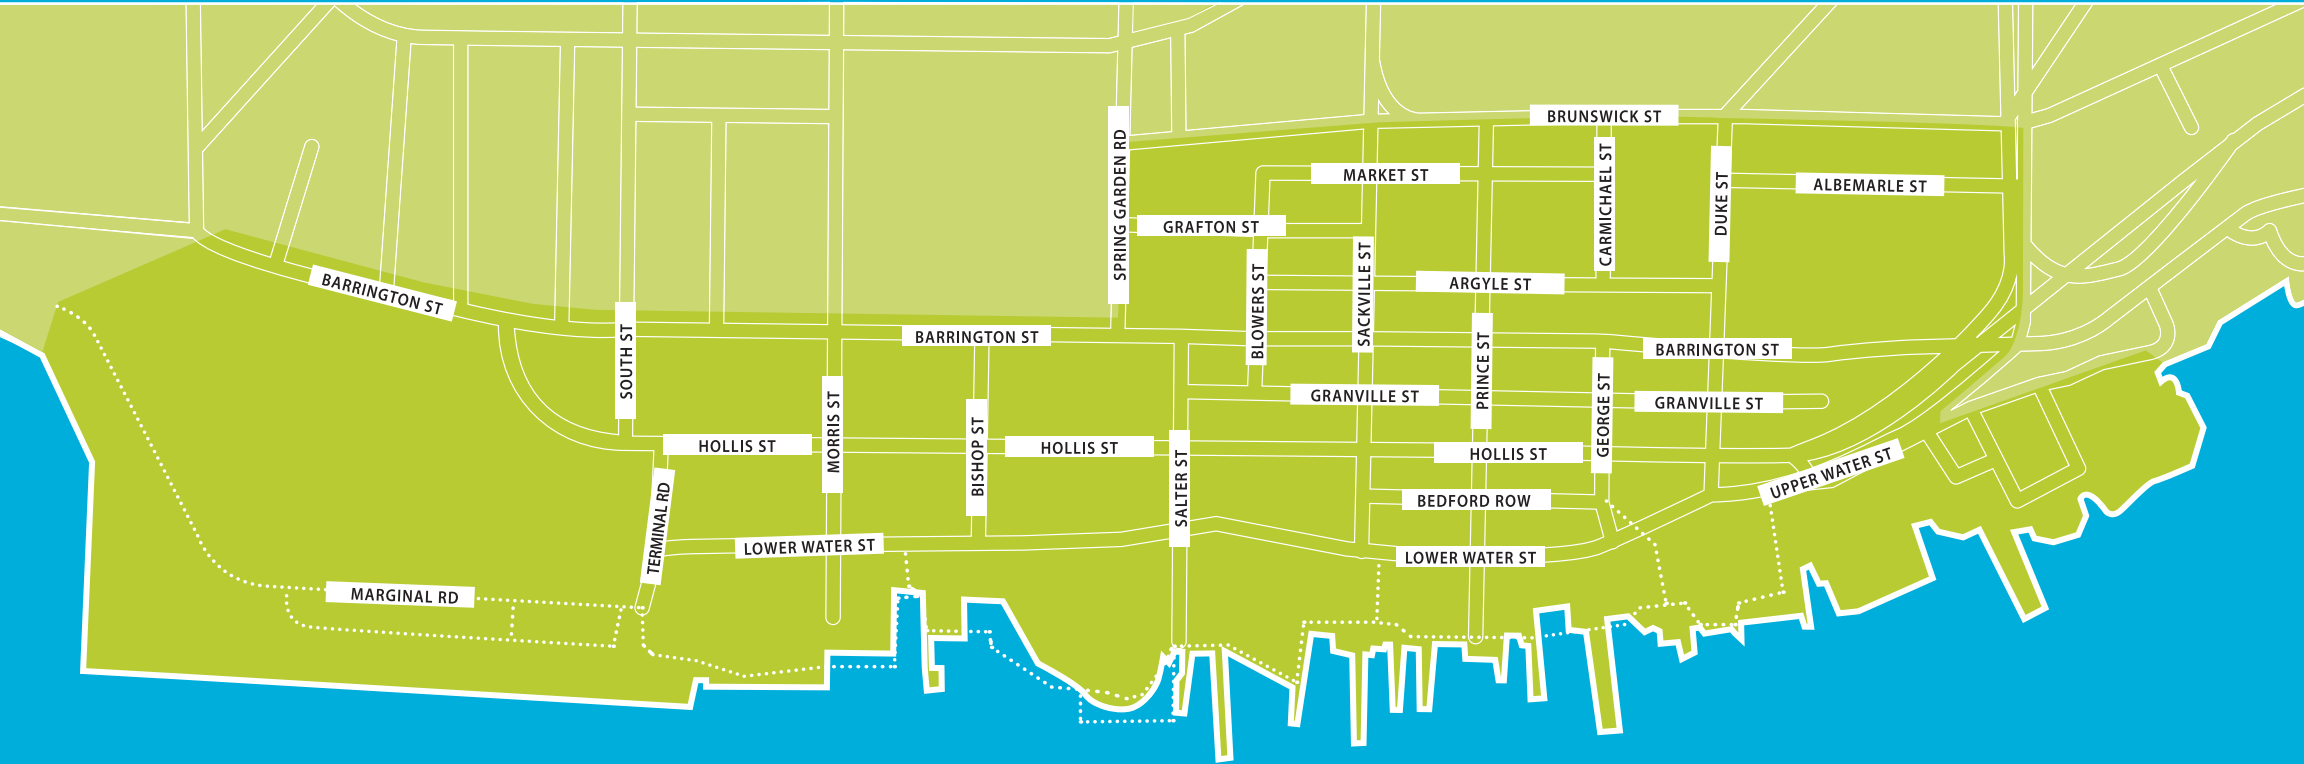 BRUNSWICK ST
MARKET ST
CARMICHAEL ST
DUKE ST
ALBEMARLE ST
SPRING GARDEN RD
GRAFTON ST
BLOWERS ST
SACKVILLE ST
ARGYLE ST
BARRINGTON ST
SOUTH ST
BARRINGTON ST
PRINCE ST
BARRINGTON ST
GEORGE ST
GRANVILLE ST
GRANVILLE ST
MORRIS ST
BISHOP ST
HOLLIS ST
HOLLIS ST
SALTER ST
HOLLIS ST
UPPER WATER ST
BEDFORD ROW
TERMINAL RD
LOWER WATER ST
LOWER WATER ST
MARGINAL RD